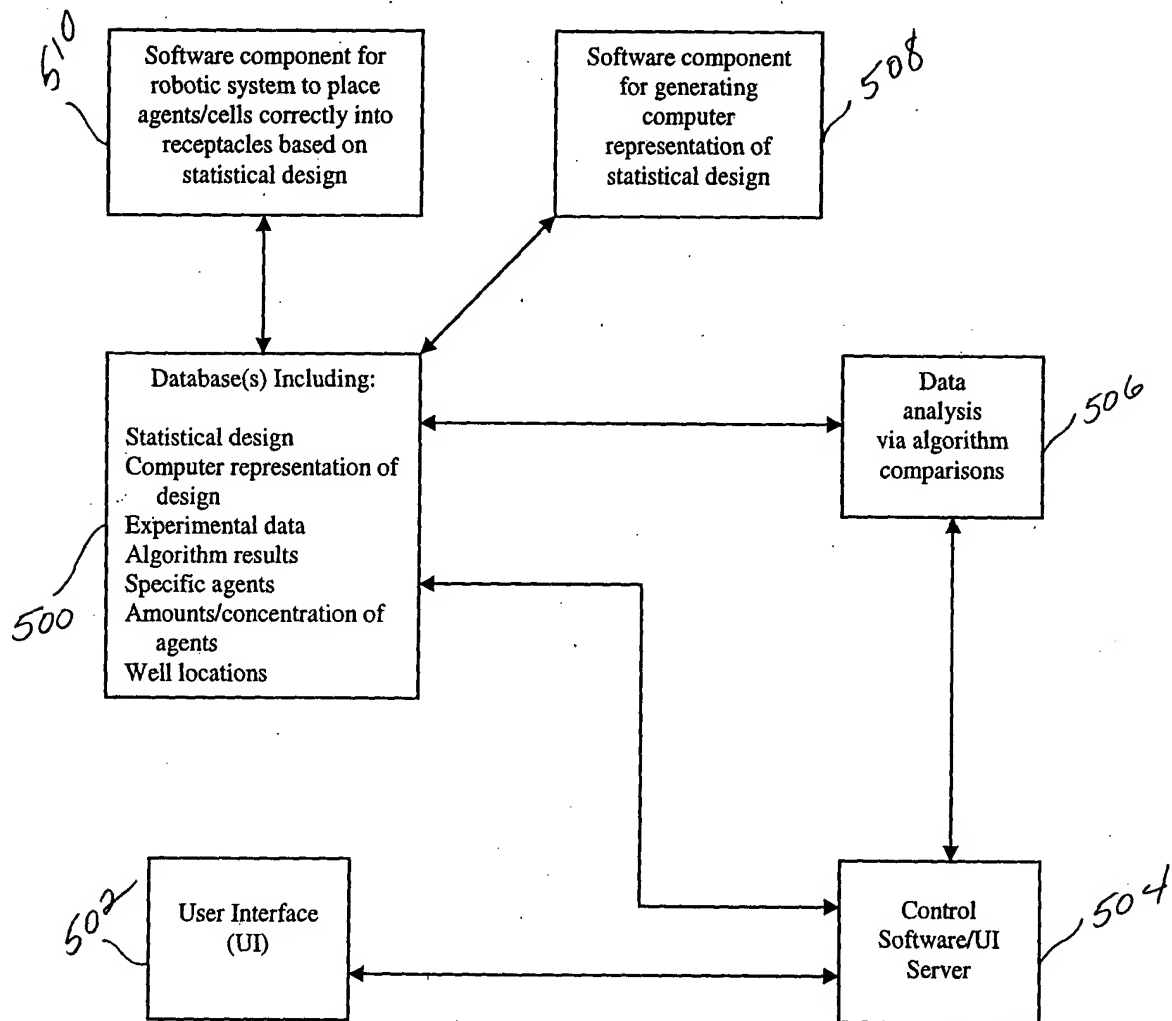 510
Software component for
robotic system to place
agents/cells correctly into
receptacles based on
statistical design
Software component
for generating
computer
representation of
statistical design
508
Database(s) Including:
Statistical design
Computer representation of
design
Experimental data
Algorithm results
Specific agents
Amounts/concentration of
agents
Well locations
500
Data
analysis
via algorithm
comparisons
506
502
User Interface
(UI)
Control
Software/UI
Server
504